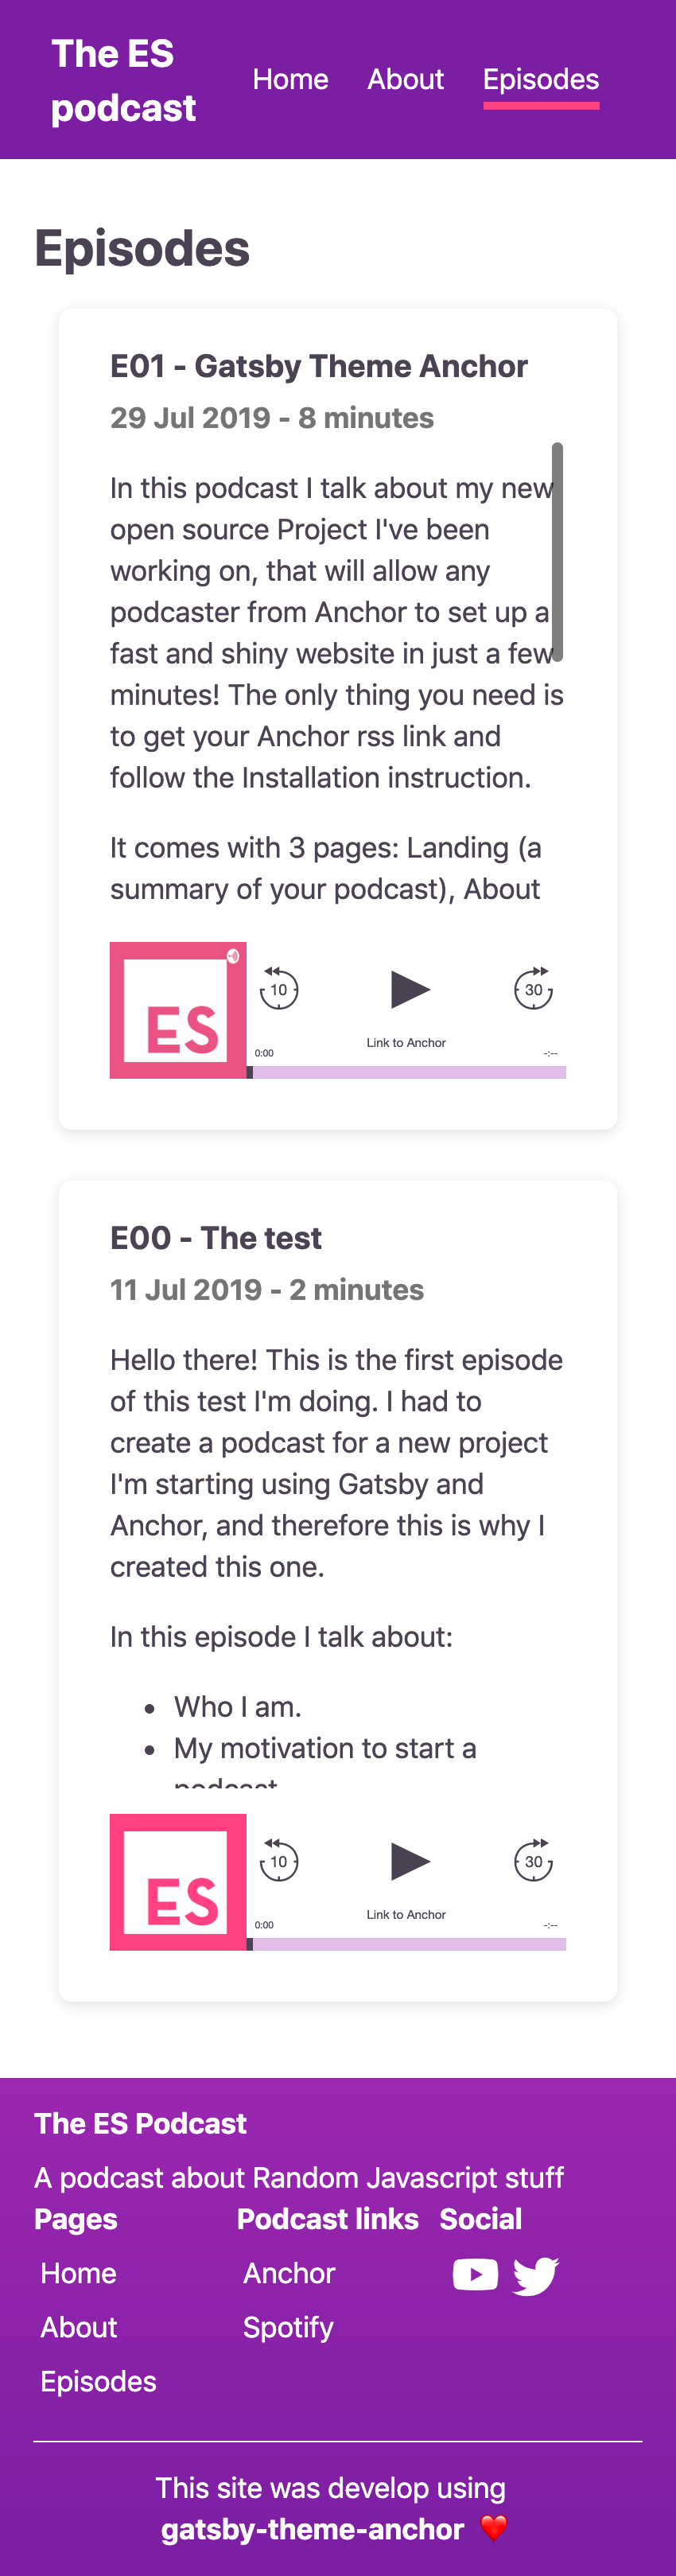 The ES
podcast
Home About Episodes
Episodes
E01 - Gatsby Theme Anchor
29 Jul 2019 - 8 minutes
In this podcast I talk about my new
open source Project I've been
working on, that will allow any
podcaster from Anchor to set up a
fast and shiny website in just a few
minutes! The only thing you need is
to get your Anchor rss link and
follow the Installation instruction.
It comes with 3 pages: Landing (a
summary of your podcast), About
ES
10
30
Link to Anchor
0:00
-:--
E00 - The test
11 Jul 2019 - 2 minutes
Hello there! This is the first episode
of this test I'm doing. I had to
create a podcast for a new project
I'm starting using Gatsby and
Anchor, and therefore this is why I
created this one.
In this episode I talk about:
• Who I am.
• My motivation to start a
podcast
ES
10
30
Link to Anchor
0:00
-:--
The ES Podcast
A podcast about Random Javascript stuff
Pages Podcast links Social
Home Anchor
About Spotify
Episodes
This site was develop using
gatsby-theme-anchor ❤️